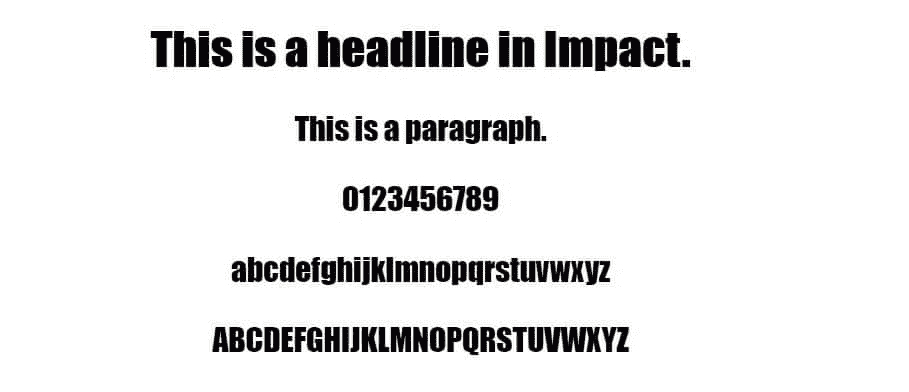 This is a headline in Impact.
This is a paragraph.
0123456789
abcdefghijklmnopqrstuvwxyz
ABCDEFGHIJKLMNOPQRSTUVWXYZ